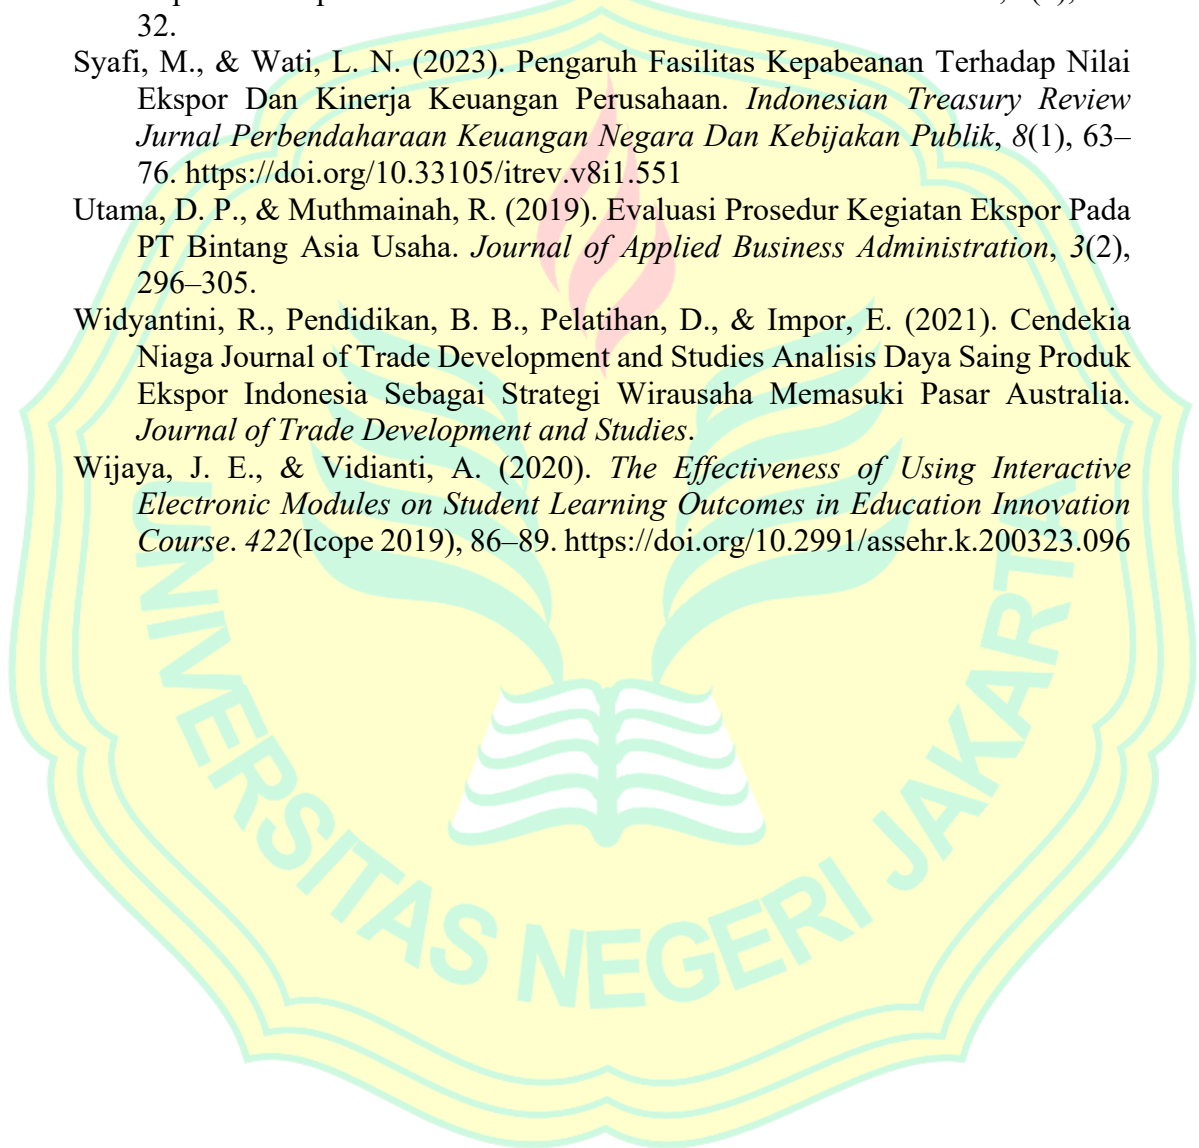 32.
Syafi, M., & Wati, L. N. (2023). Pengaruh Fasilitas Kepabeanan Terhadap Nilai
Ekspor Dan Kinerja Keuangan Perusahaan. Indonesian Treasury Review
Jurnal Perbendaharaan Keuangan Negara Dan Kebijakan Publik, 8(1), 63–
76. https://doi.org/10.33105/itrev.v8i1.551
Utama, D. P., & Muthmainah, R. (2019). Evaluasi Prosedur Kegiatan Ekspor Pada
PT Bintang Asia Usaha. Journal of Applied Business Administration, 3(2),
296–305.
Widyantini, R., Pendidikan, B. B., Pelatihan, D., & Impor, E. (2021). Cendekia
Niaga Journal of Trade Development and Studies Analisis Daya Saing Produk
Ekspor Indonesia Sebagai Strategi Wirausaha Memasuki Pasar Australia.
Journal of Trade Development and Studies.
Wijaya, J. E., & Vidianti, A. (2020). The Effectiveness of Using Interactive
Electronic Modules on Student Learning Outcomes in Education Innovation
Course. 422(Icope 2019), 86–89. https://doi.org/10.2991/assehr.k.200323.096
UNIVERSITAS NEGERI JAKARTA